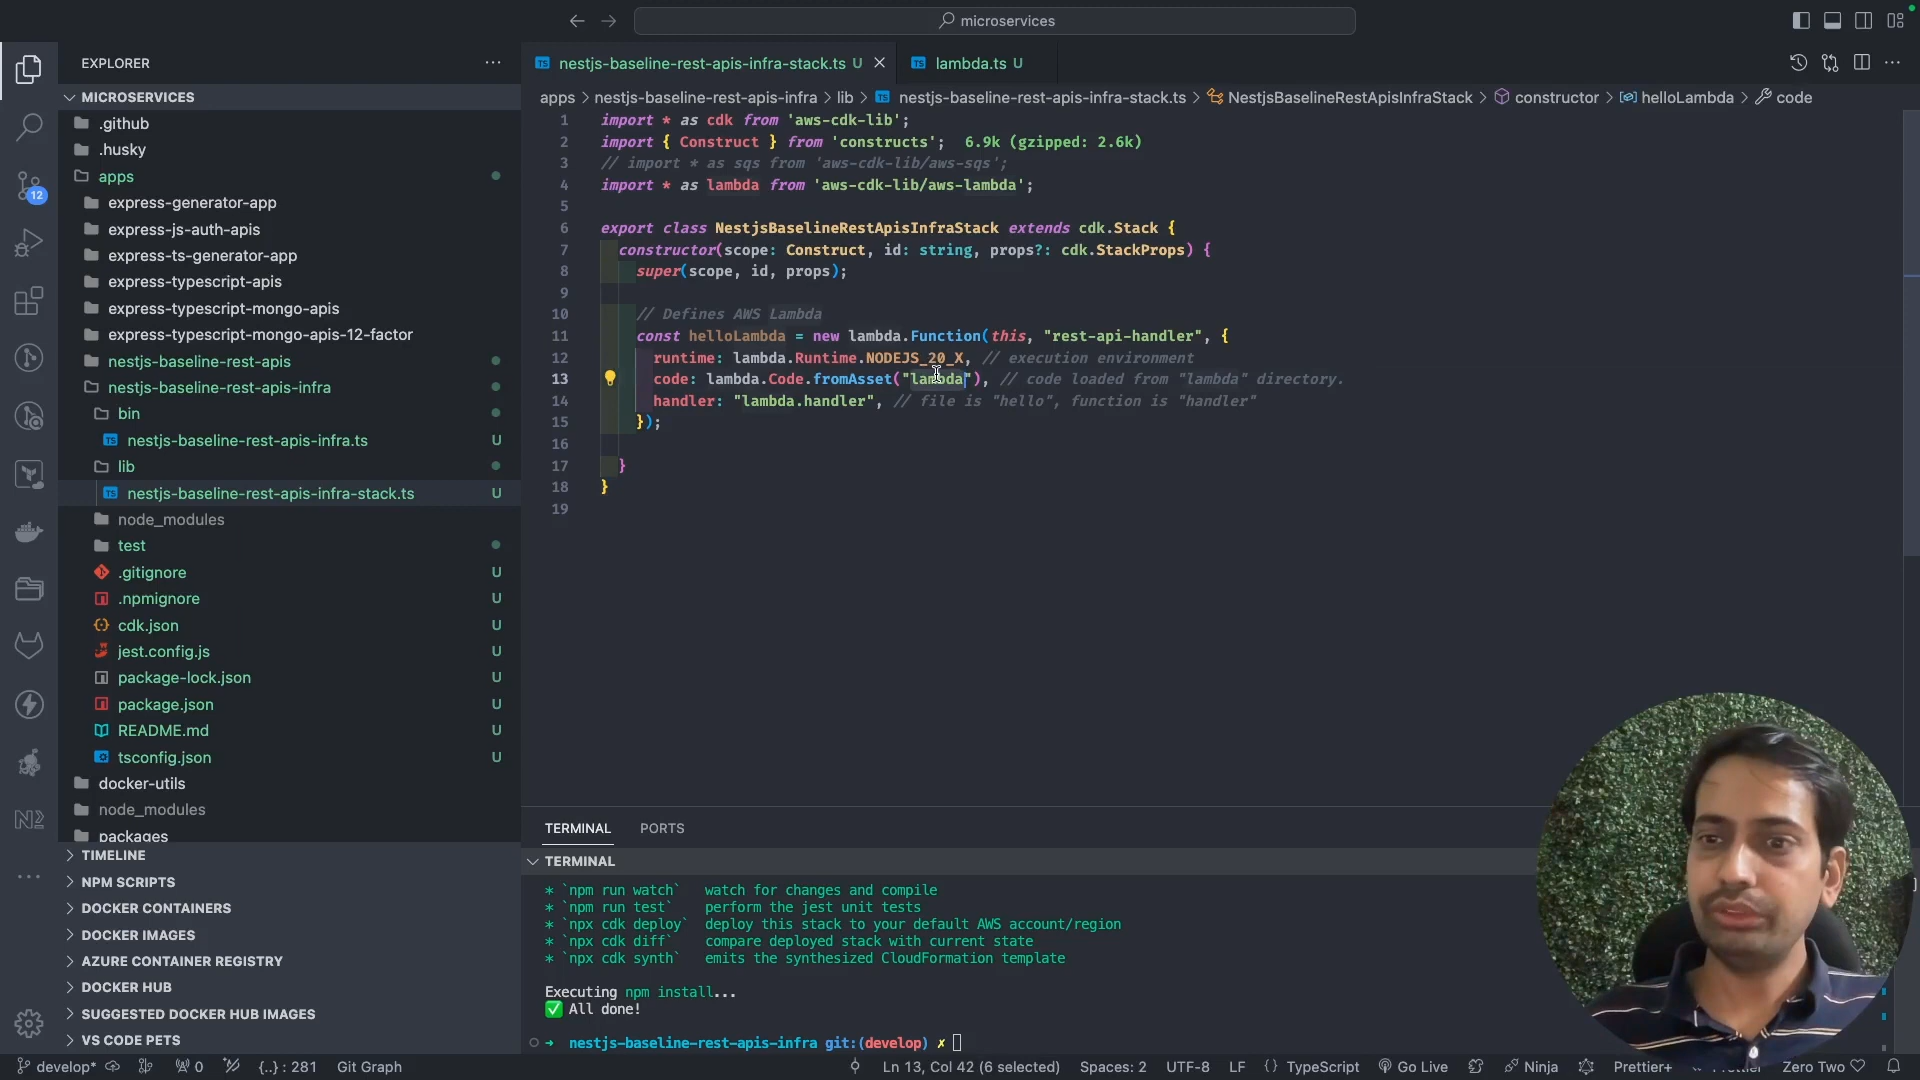 microservices
EXPLORER
MICROSERVICES
.github
.husky
apps
express-generator-app
express-js-auth-apis
express-ts-generator-app
express-typescript-apis
express-typescript-mongo-apis
express-typescript-mongo-apis-12-factor
nestjs-baseline-rest-apis
nestjs-baseline-rest-apis-infra
bin
nestjs-baseline-rest-apis-infra.ts U
lib
nestjs-baseline-rest-apis-infra-stack.ts U
node_modules
test
.gitignore U
.npmignore U
cdk.json U
jest.config.js U
package-lock.json U
package.json U
README.md U
tsconfig.json U
docker-utils
node_modules
packages
TIMELINE
NPM SCRIPTS
DOCKER CONTAINERS
DOCKER IMAGES
AZURE CONTAINER REGISTRY
DOCKER HUB
SUGGESTED DOCKER HUB IMAGES
VS CODE PETS
12
nestjs-baseline-rest-apis-infra-stack.ts U
lambda.ts U
apps > nestjs-baseline-rest-apis-infra > lib > nestjs-baseline-rest-apis-infra-stack.ts > NestjsBaselineRestApisInfraStack > constructor > helloLambda > code
1 import * as cdk from 'aws-cdk-lib';
2 import { Construct } from 'constructs'; 6.9k (gzipped: 2.6k)
3 // import * as sqs from 'aws-cdk-lib/aws-sqs';
4 import * as lambda from 'aws-cdk-lib/aws-lambda';
5
6 export class NestjsBaselineRestApisInfraStack extends cdk.Stack {
7 constructor(scope: Construct, id: string, props?: cdk.StackProps) {
8 super(scope, id, props);
9
10 // Defines AWS Lambda
11 const helloLambda = new lambda.Function(this, "rest-api-handler", {
12 runtime: lambda.Runtime.NODEJS_20_X, // execution environment
13 code: lambda.Code.fromAsset("lambda"), // code loaded from "lambda" directory.
14 handler: "lambda.handler", // file is "hello", function is "handler"
15 });
16
17 }
18 }
19
TERMINAL PORTS
TERMINAL
* `npm run watch` watch for changes and compile
* `npm run test` perform the jest unit tests
* `npx cdk deploy` deploy this stack to your default AWS account/region
* `npx cdk diff` compare deployed stack with current state
* `npx cdk synth` emits the synthesized CloudFormation template
Executing npm install...
✅ All done!
→ nestjs-baseline-rest-apis-infra git:(develop) ✗
develop* 0 {..} : 281 Git Graph Ln 13, Col 42 (6 selected) Spaces: 2 UTF-8 LF {} TypeScript Go Live Ninja Prettier+ Zero Two